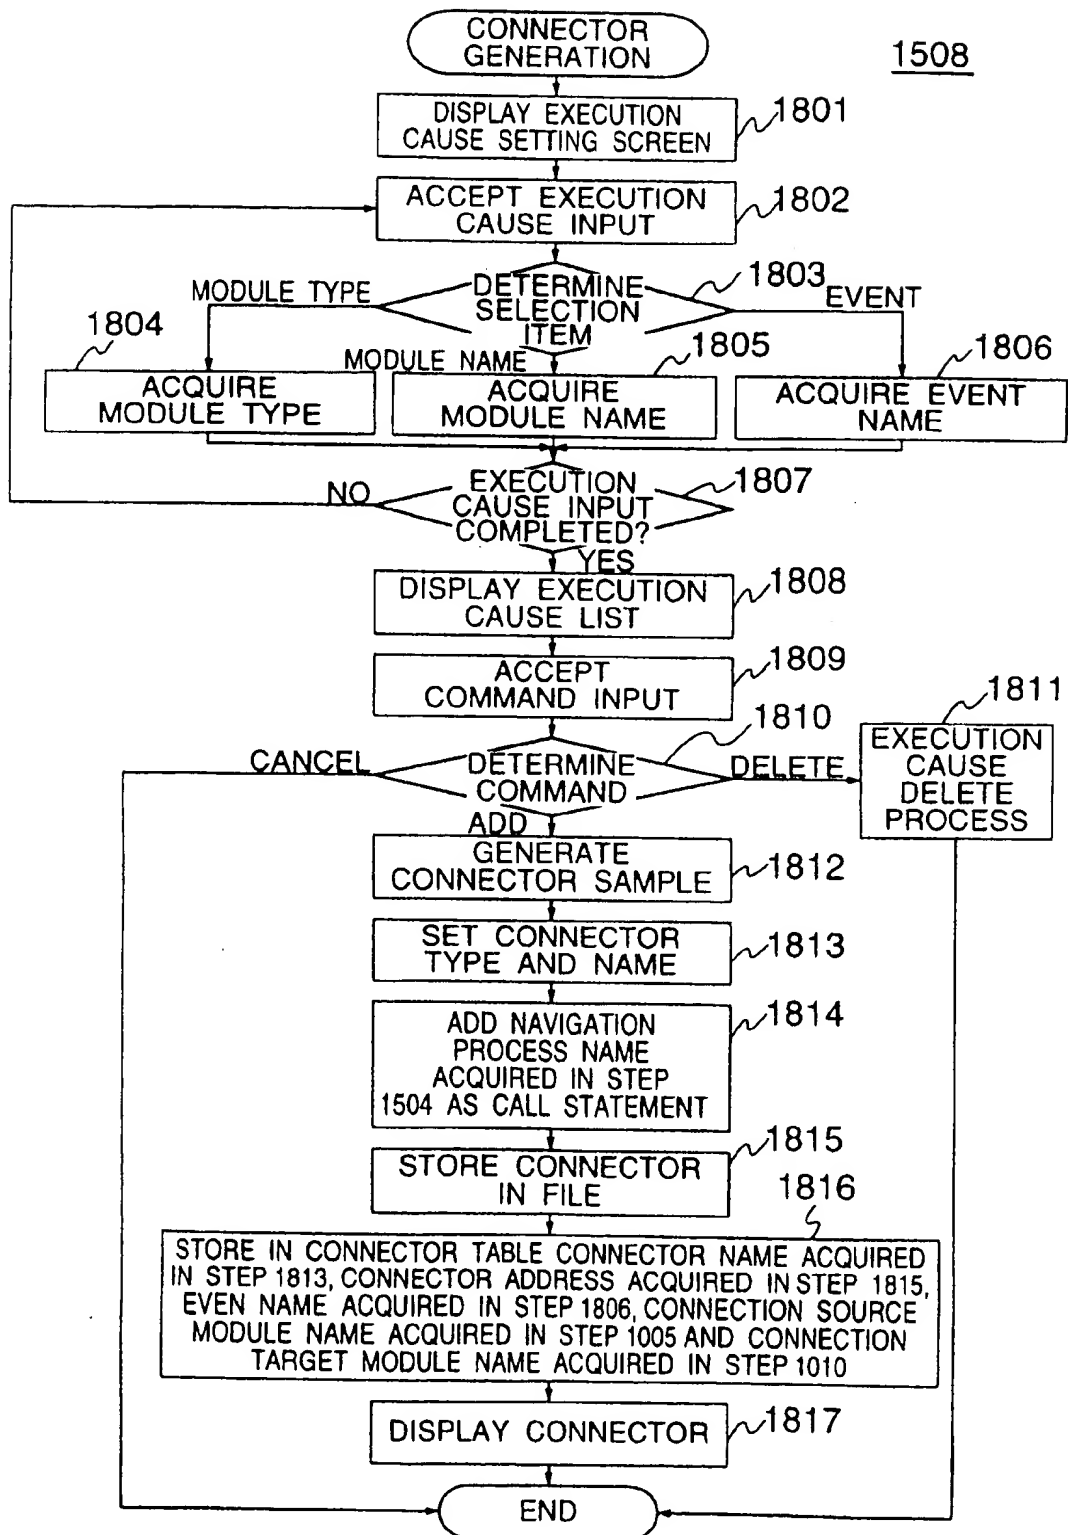 CONNECTOR
GENERATION
1508
DISPLAY EXECUTION
CAUSE SETTING SCREEN
1801
ACCEPT EXECUTION
CAUSE INPUT
1802
DETERMINE
SELECTION
ITEM
1803
MODULE TYPE
EVENT
MODULE NAME
1804
ACQUIRE
MODULE TYPE
1805
ACQUIRE
MODULE NAME
1806
ACQUIRE EVENT
NAME
EXECUTION
CAUSE INPUT
COMPLETED?
1807
NO
YES
DISPLAY EXECUTION
CAUSE LIST
1808
ACCEPT
COMMAND INPUT
1809
DETERMINE
COMMAND
1810
CANCEL
DELETE
ADD
1811
EXECUTION
CAUSE
DELETE
PROCESS
GENERATE
CONNECTOR SAMPLE
1812
SET CONNECTOR
TYPE AND NAME
1813
ADD NAVIGATION
PROCESS NAME
ACQUIRED IN STEP
1504 AS CALL STATEMENT
1814
STORE CONNECTOR
IN FILE
1815
1816
STORE IN CONNECTOR TABLE CONNECTOR NAME ACQUIRED
IN STEP 1813, CONNECTOR ADDRESS ACQUIRED IN STEP 1815,
EVEN NAME ACQUIRED IN STEP 1806, CONNECTION SOURCE
MODULE NAME ACQUIRED IN STEP 1005 AND CONNECTION
TARGET MODULE NAME ACQUIRED IN STEP 1010
DISPLAY CONNECTOR
1817
END